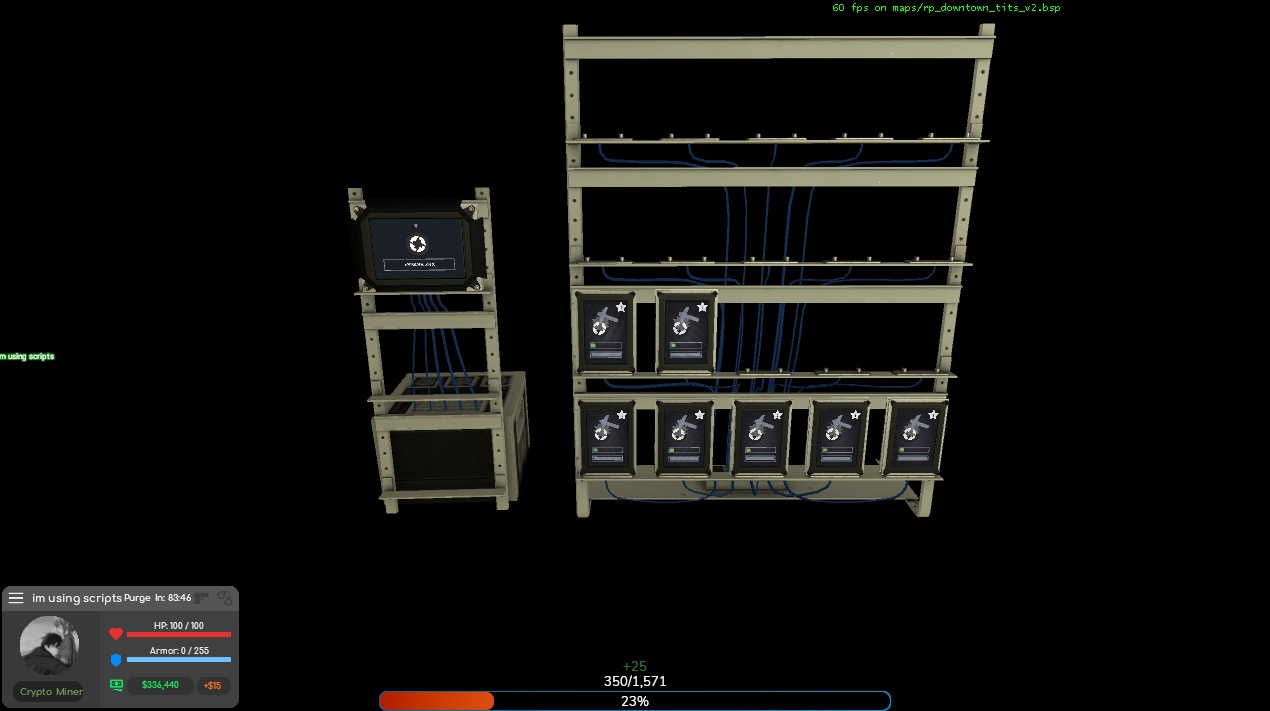 60 fps on maps/rp_downtown_tits_v2.bsp
m using scripts
im using scripts Purge In: 83:46
HP: 100 / 100
Armor: 0 / 255
$336,440 +$15
Crypto Miner
+25
350/1,571
23%